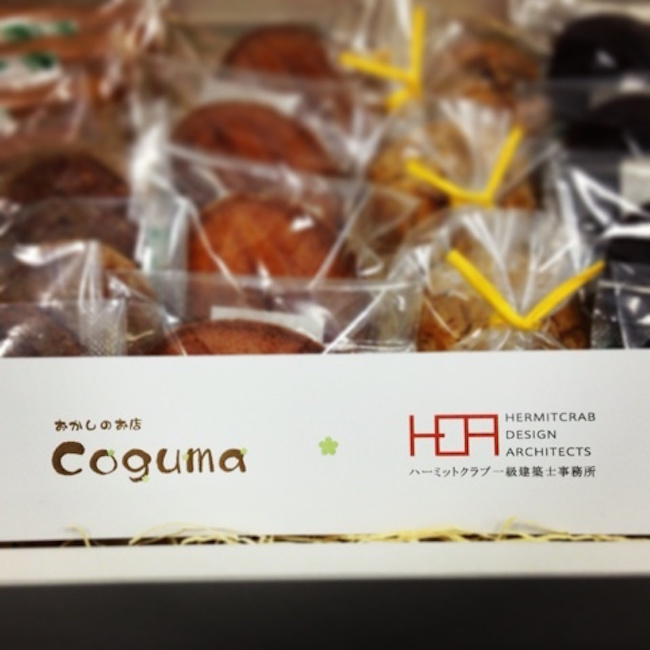 おかしのお店
Coguma
HDA
HERMITCRAB
DESIGN
ARCHITECTS
ハーミットクラブ一級建築士事務所